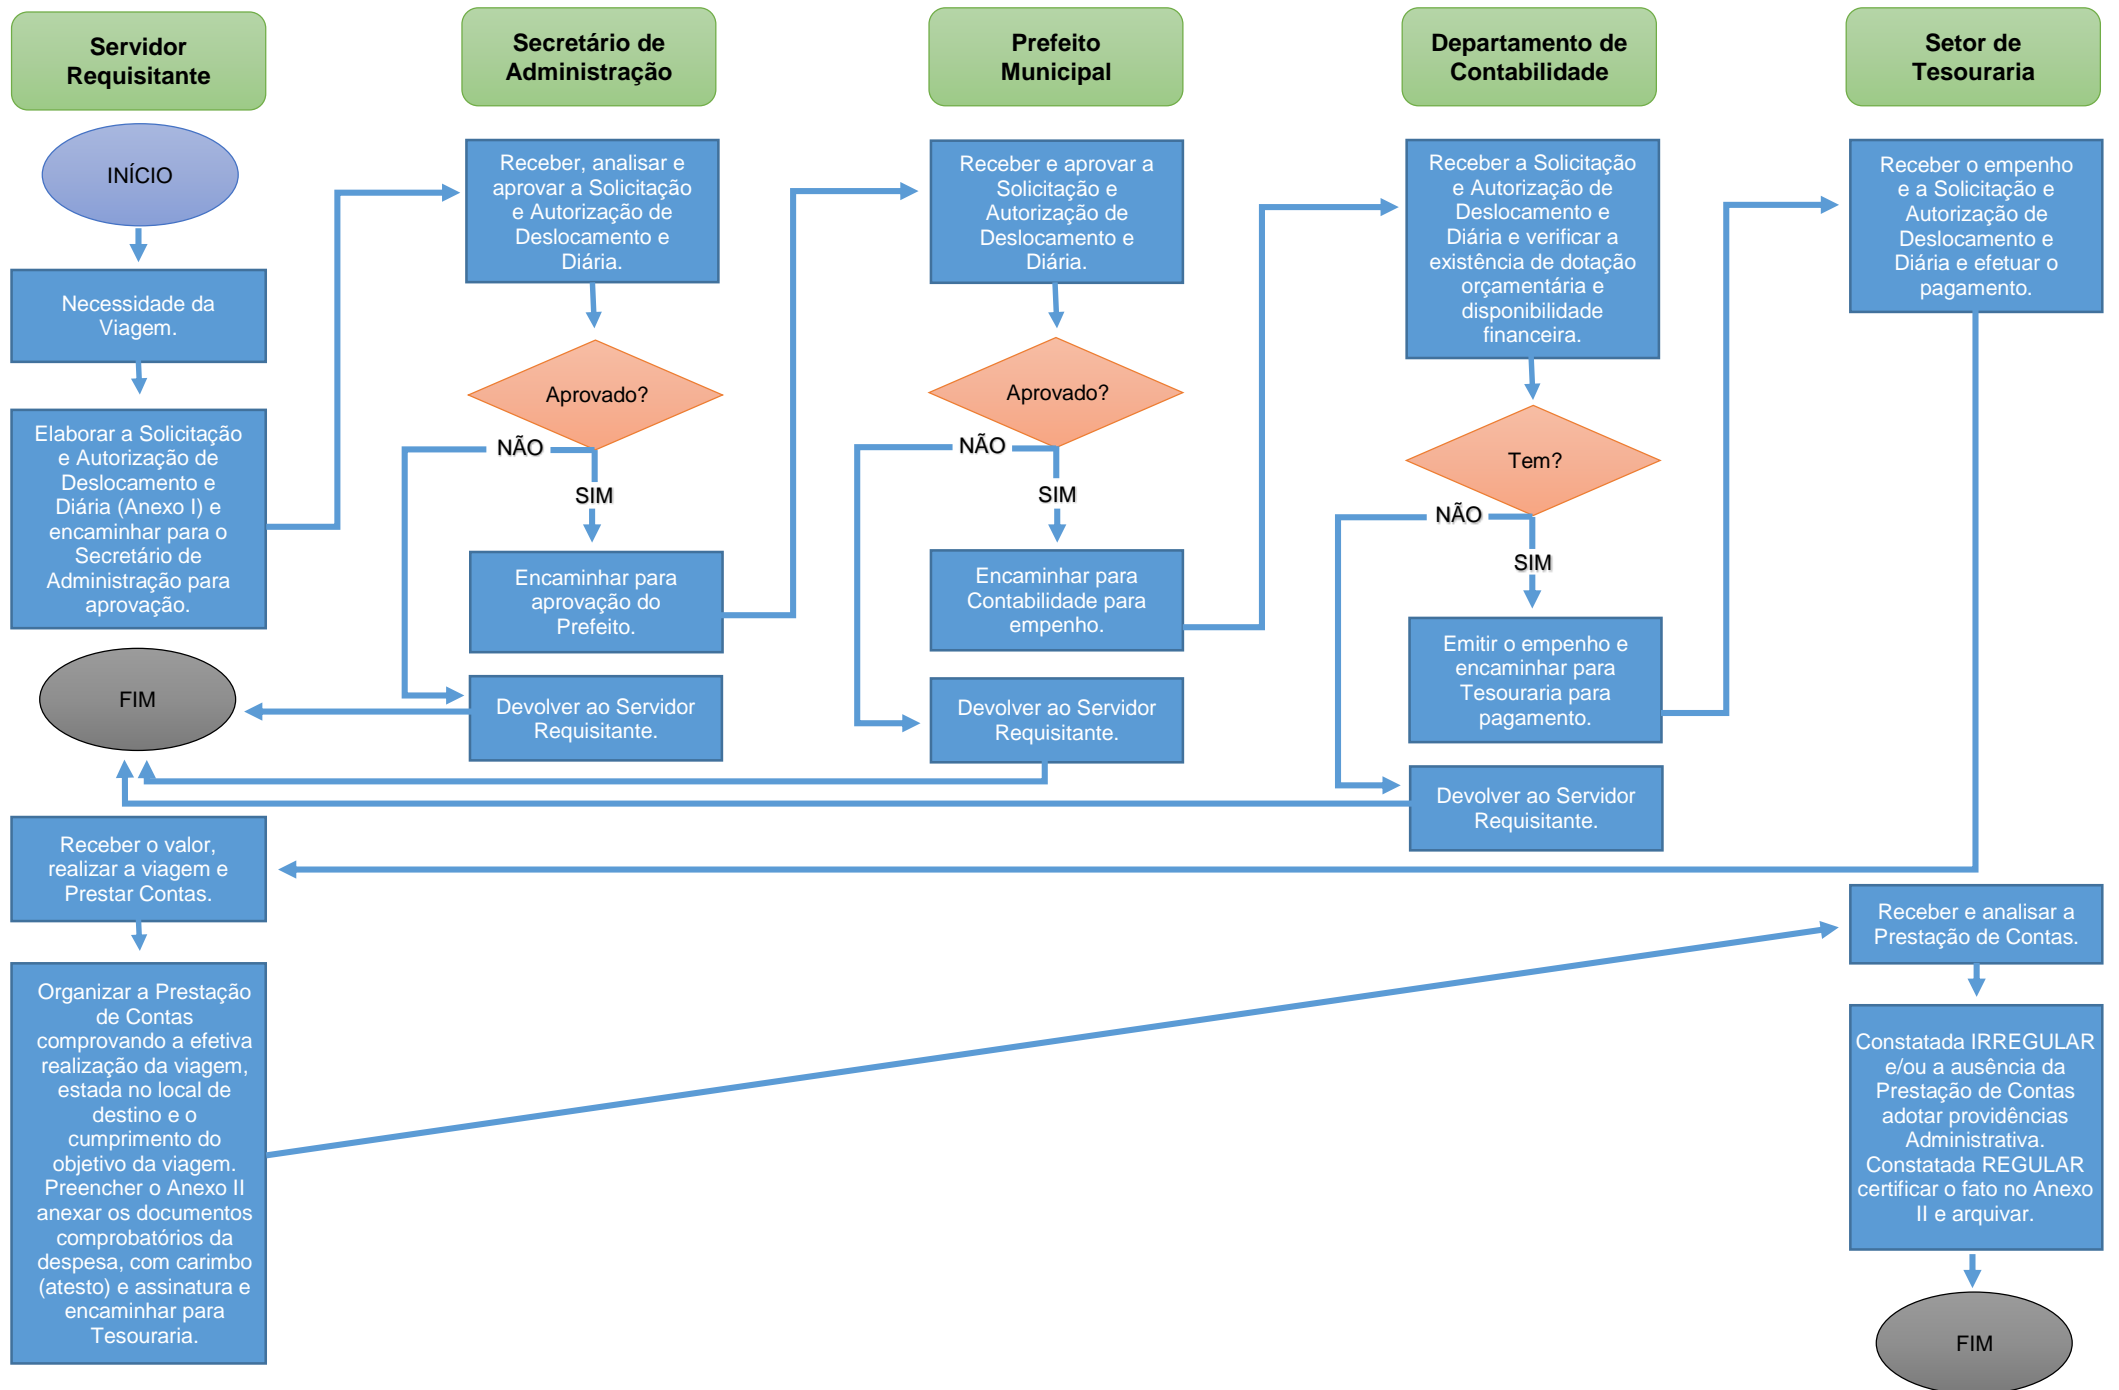 Servidor
Requisitante
Secretário de
Administração
Prefeito
Municipal
Departamento de
Contabilidade
Setor de
Tesouraria
INÍCIO
Necessidade da
Viagem.
Elaborar a Solicitação
e Autorização de
Deslocamento e
Diária (Anexo I) e
encaminhar para o
Secretário de
Administração para
aprovação.
FIM
Receber o valor,
realizar a viagem e
Prestar Contas.
Organizar a Prestação
de Contas
comprovando a efetiva
realização da viagem,
estada no local de
destino e o
cumprimento do
objetivo da viagem.
Preencher o Anexo II
anexar os documentos
comprobatórios da
despesa, com carimbo
(atesto) e assinatura e
encaminhar para
Tesouraria.
Receber, analisar e
aprovar a Solicitação
e Autorização de
Deslocamento e
Diária.
Aprovado?
NÃO
SIM
Encaminhar para
aprovação do
Prefeito.
Devolver ao Servidor
Requisitante.
Receber e aprovar a
Solicitação e
Autorização de
Deslocamento e
Diária.
Aprovado?
NÃO
SIM
Encaminhar para
Contabilidade para
empenho.
Devolver ao Servidor
Requisitante.
Receber a Solicitação
e Autorização de
Deslocamento e
Diária e verificar a
existência de dotação
orçamentária e
disponibilidade
financeira.
Tem?
NÃO
SIM
Emitir o empenho e
encaminhar para
Tesouraria para
pagamento.
Devolver ao Servidor
Requisitante.
Receber o empenho
e a Solicitação e
Autorização de
Deslocamento e
Diária e efetuar o
pagamento.
Receber e analisar a
Prestação de Contas.
Constatada IRREGULAR
e/ou a ausência da
Prestação de Contas
adotar providências
Administrativa.
Constatada REGULAR
certificar o fato no Anexo
II e arquivar.
FIM